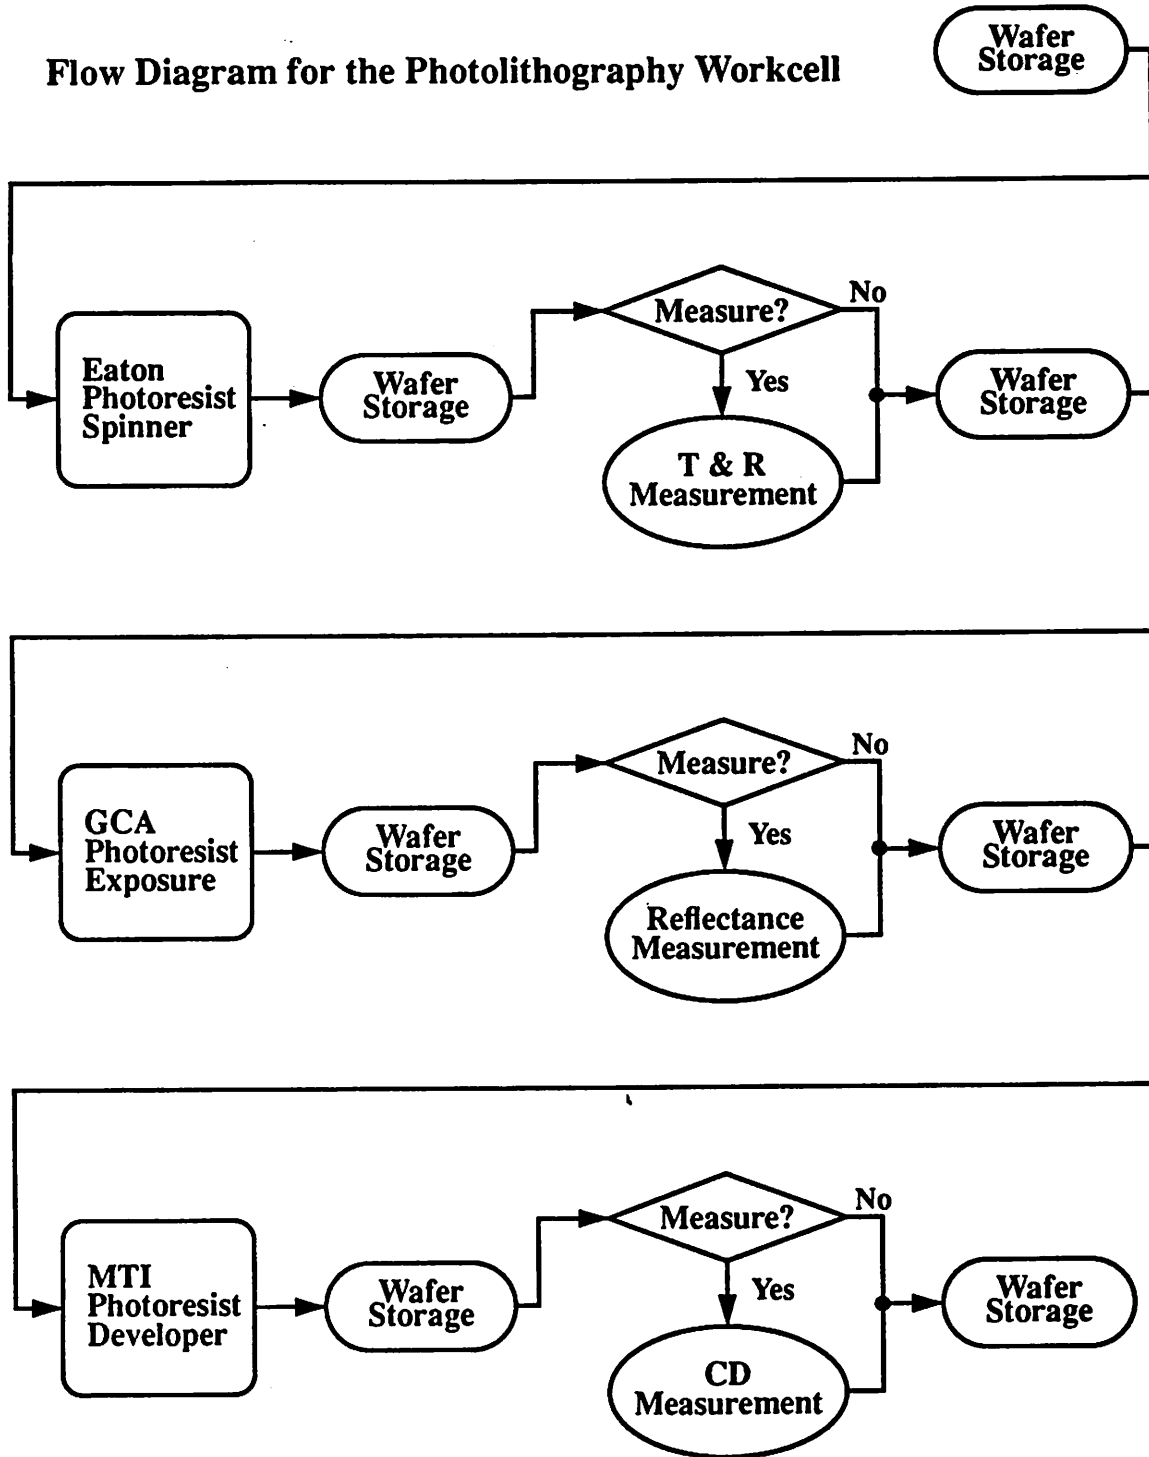 Flow Diagram for the Photolithography Workcell
Wafer
Storage
Eaton
Photoresist
Spinner
Wafer
Storage
Measure?
No
Yes
T & R
Measurement
Wafer
Storage
GCA
Photoresist
Exposure
Wafer
Storage
Measure?
No
Yes
Reflectance
Measurement
Wafer
Storage
MTI
Photoresist
Developer
Wafer
Storage
Measure?
No
Yes
CD
Measurement
Wafer
Storage